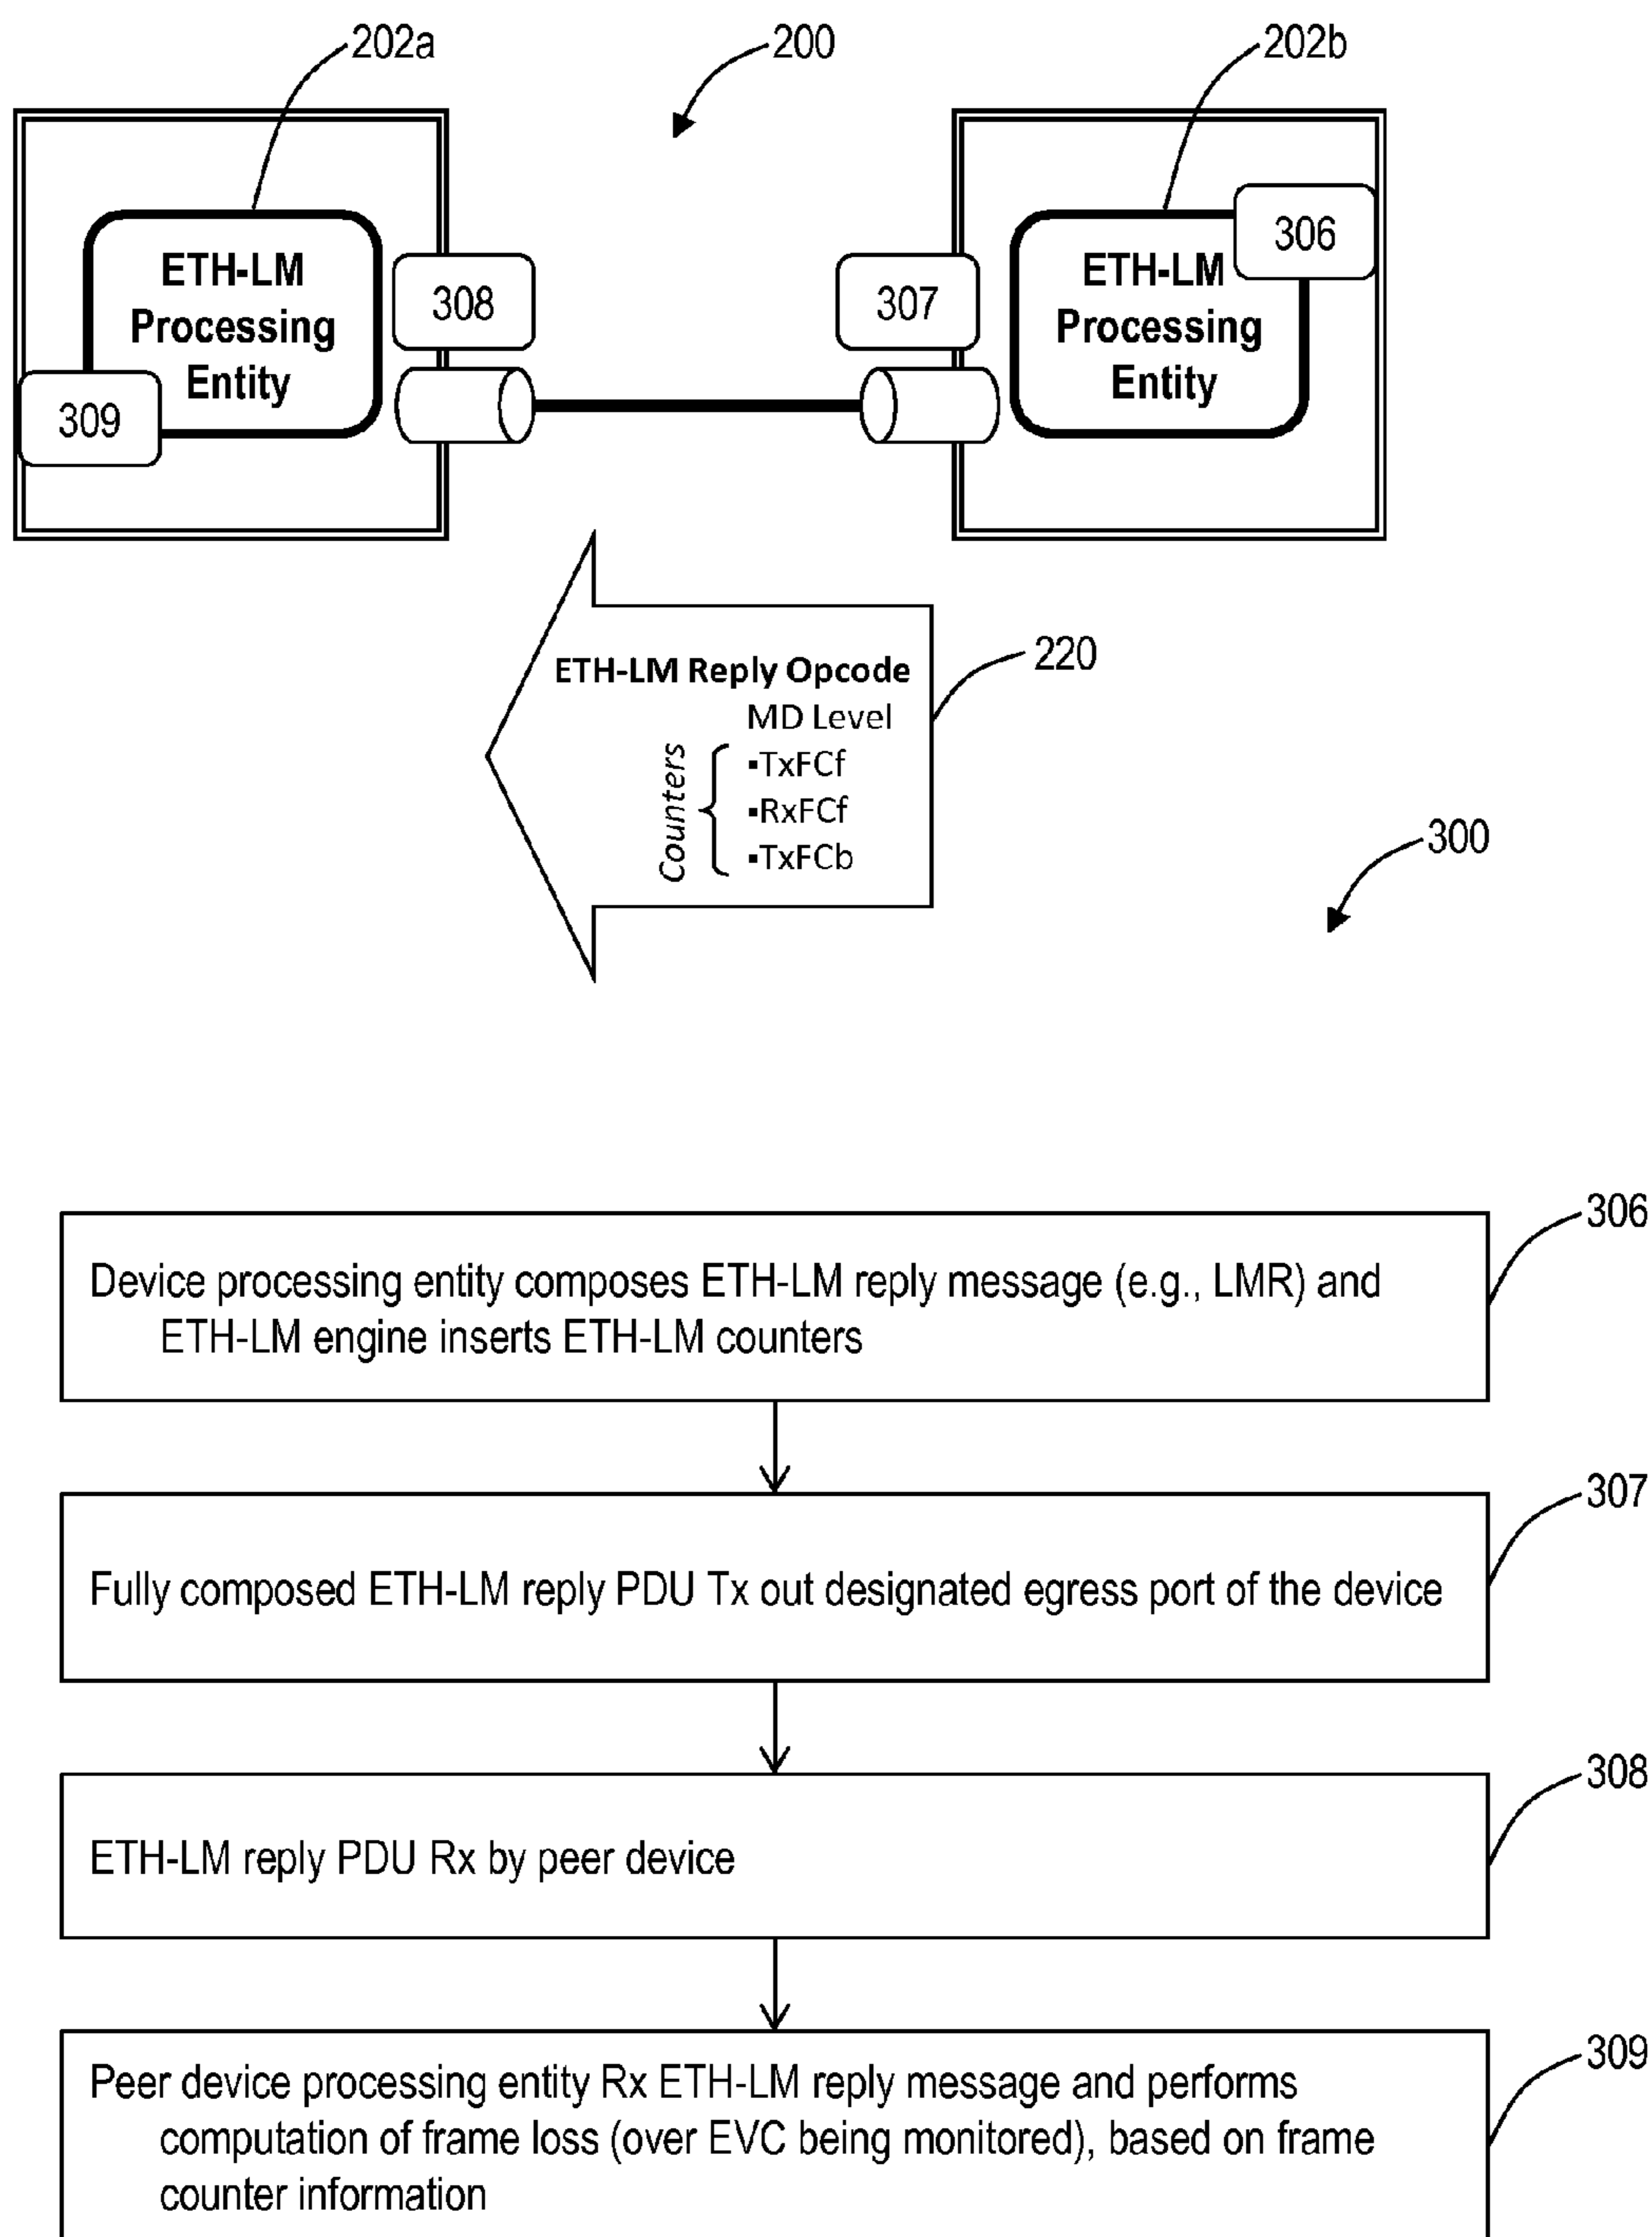 202a
200
202b
306
ETH-LM
Processing
Entity
308
307
ETH-LM
Processing
Entity
309
ETH-LM Reply Opcode
MD Level
Counters
▪TxFCf
▪RxFCf
▪TxFCb
220
300
306
Device processing entity composes ETH-LM reply message (e.g., LMR) and
ETH-LM engine inserts ETH-LM counters
307
Fully composed ETH-LM reply PDU Tx out designated egress port of the device
308
ETH-LM reply PDU Rx by peer device
309
Peer device processing entity Rx ETH-LM reply message and performs
computation of frame loss (over EVC being monitored), based on frame
counter information